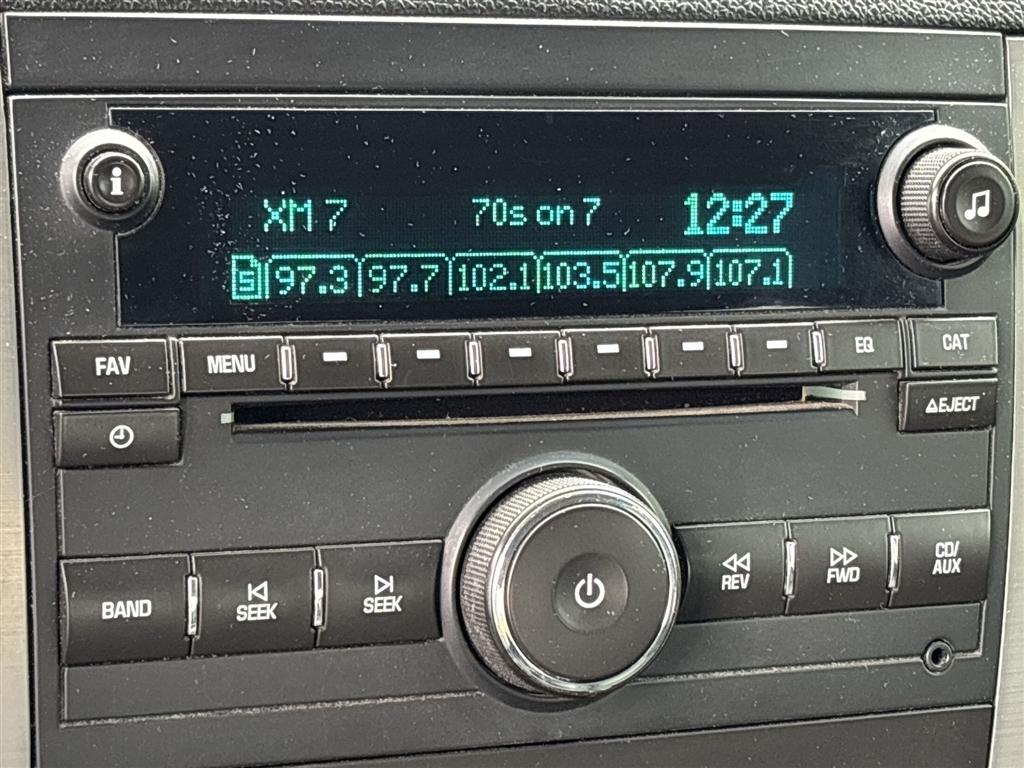 XM 7 70s on 7 12:27
5 97.3 97.7 102.1 103.5 107.9 107.1
FAV MENU EQ CAT
EJECT
BAND SEEK SEEK REV FWD CD/
AUX